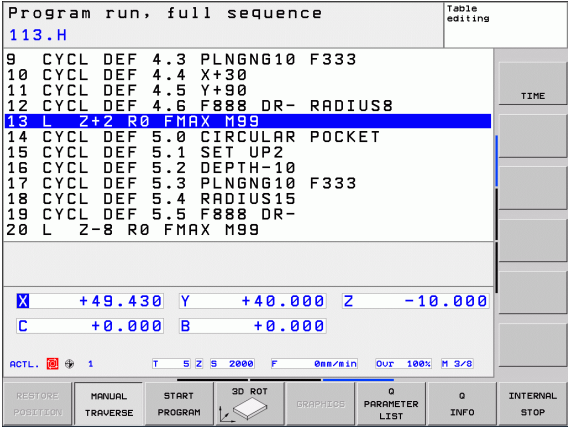 Program run, full sequence
Table
editing
113.H
9 CYCL DEF 4.3 PLNGNG10 F333
10 CYCL DEF 4.4 X+30
11 CYCL DEF 4.5 Y+90
12 CYCL DEF 4.6 F888 DR- RADIUS8
13 L Z+2 R0 FMAX M99
14 CYCL DEF 5.0 CIRCULAR POCKET
15 CYCL DEF 5.1 SET UP2
16 CYCL DEF 5.2 DEPTH-10
17 CYCL DEF 5.3 PLNGNG10 F333
18 CYCL DEF 5.4 RADIUS15
19 CYCL DEF 5.5 F888 DR-
20 L Z-8 R0 FMAX M99
TIME
X +49.430 Y +40.000 Z -10.000
C +0.000 B +0.000
ACTL. 1 T 5 Z S 2000 F 0mm/min Ovr 100% M 3/8
RESTORE
POSITION
MANUAL
TRAVERSE
START
PROGRAM
3D ROT
GRAPHICS
Q
PARAMETER
LIST
Q
INFO
INTERNAL
STOP